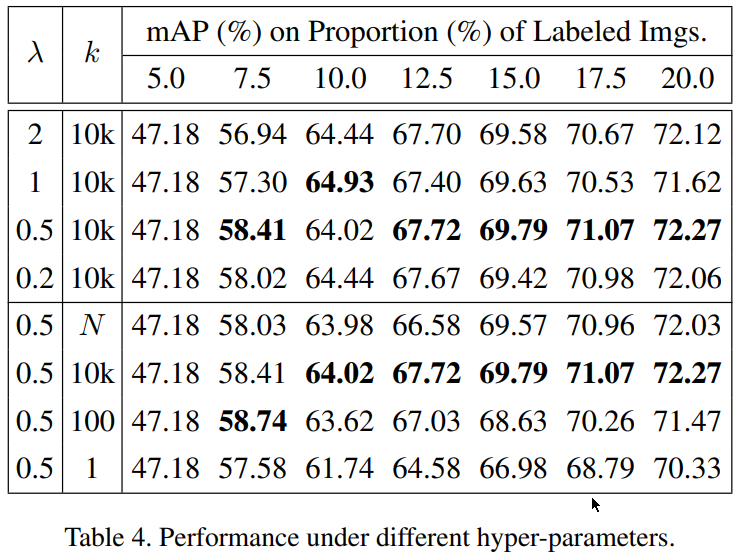 λ k mAP (%) on Proportion (%) of Labeled Imgs.
5.0 7.5 10.0 12.5 15.0 17.5 20.0
2 10k 47.18 56.94 64.44 67.70 69.58 70.67 72.12
1 10k 47.18 57.30 64.93 67.40 69.63 70.53 71.62
0.5 10k 47.18 58.41 64.02 67.72 69.79 71.07 72.27
0.2 10k 47.18 58.02 64.44 67.67 69.42 70.98 72.06
0.5 N 47.18 58.03 63.98 66.58 69.57 70.96 72.03
0.5 10k 47.18 58.41 64.02 67.72 69.79 71.07 72.27
0.5 100 47.18 58.74 63.62 67.03 68.63 70.26 71.47
0.5 1 47.18 57.58 61.74 64.58 66.98 68.79 70.33
Table 4. Performance under different hyper-parameters.